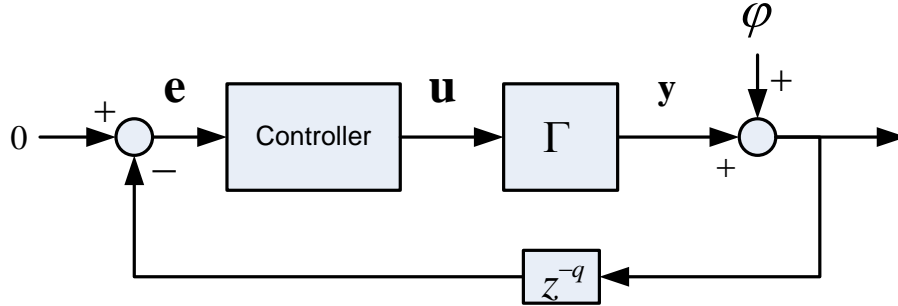 φ
+
e
u
y
+
0
Controller
Γ
−
+
z^{-q}